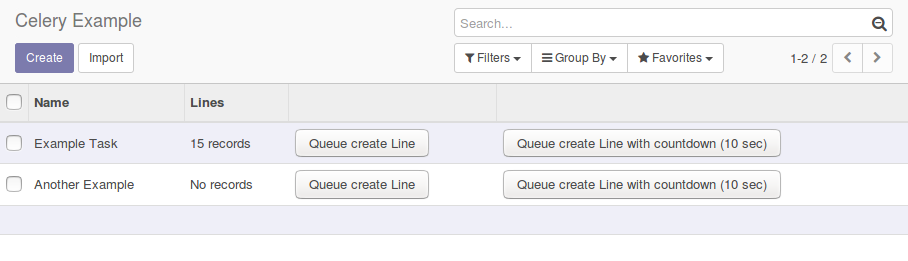 Celery Example
Search...
Create Import
Filters Group By Favorites 1-2 / 2
Name Lines
Example Task 15 records Queue create Line Queue create Line with countdown (10 sec)
Another Example No records Queue create Line Queue create Line with countdown (10 sec)